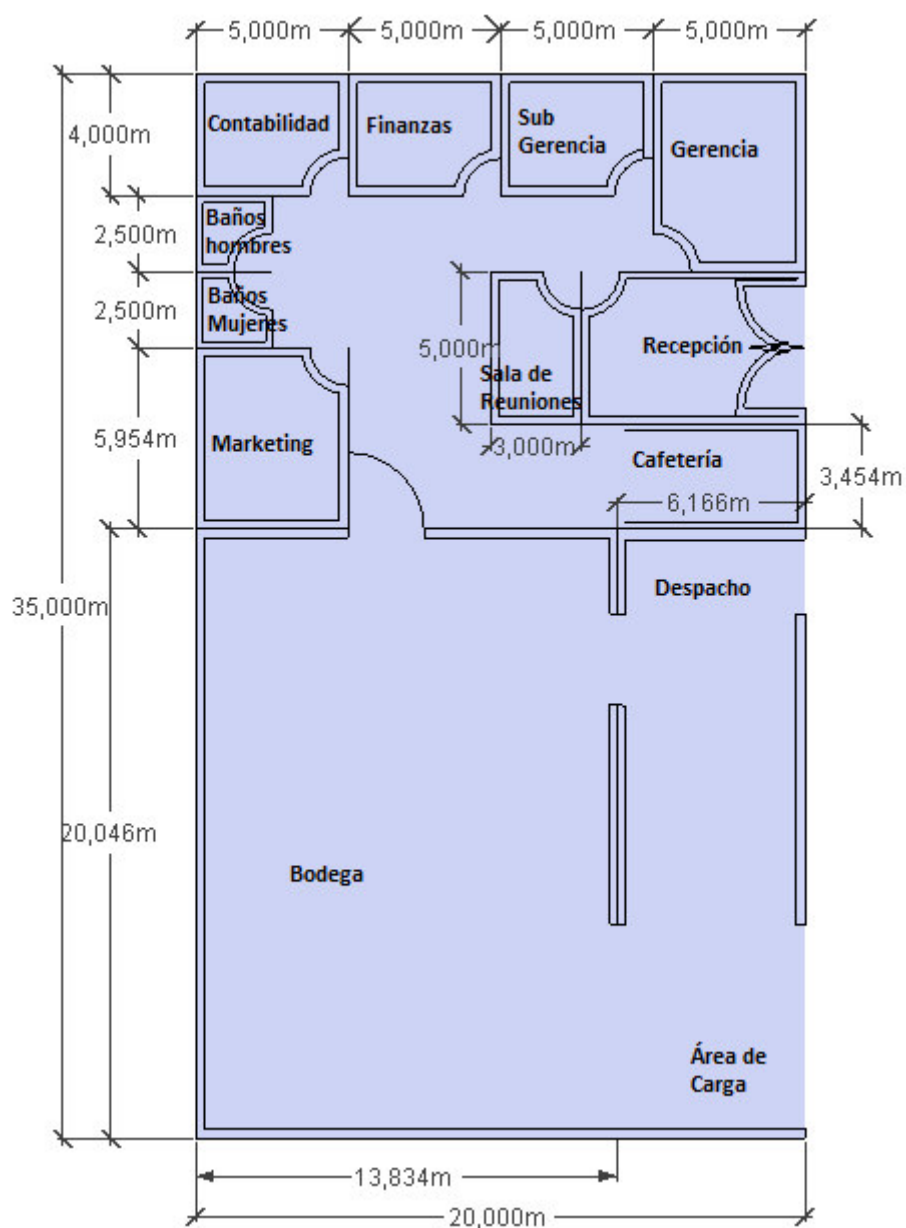 5,000m 5,000m 5,000m 5,000m
4,000m
Contabilidad
Finanzas
Sub
Gerencia
Gerencia
2,500m
Baños
hombres
2,500m
Baños
Mujeres
5,000m
Recepción
Sala de
Reuniones
5,954m
Marketing
3,000m
Cafetería
3,454m
6,166m
35,000m
Despacho
20,046m
Bodega
Área de
Carga
13,834m
20,000m